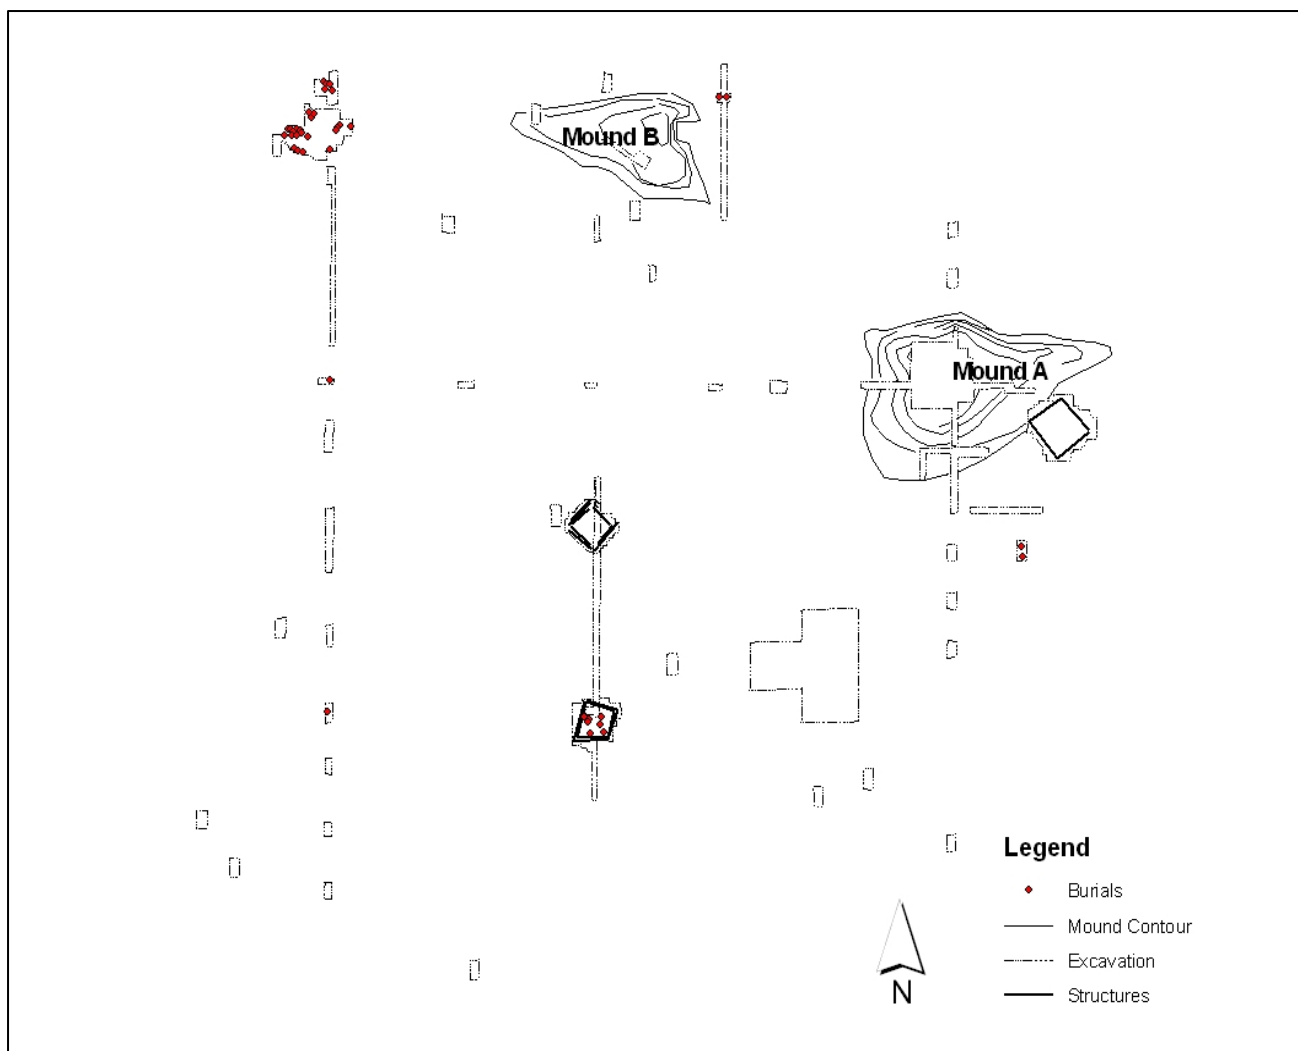 Mound B
Mound A
Legend
Burials
Mound Contour
Excavation
Structures
N